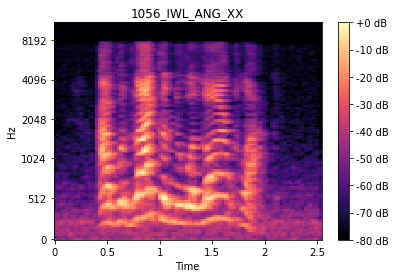 1056_IWL_ANG_XX
Hz
8192
4096
2048
1024
512
0
0
0.5
1
1.5
2
2.5
Time
+0 dB
-10 dB
-20 dB
-30 dB
-40 dB
-50 dB
-60 dB
-70 dB
-80 dB